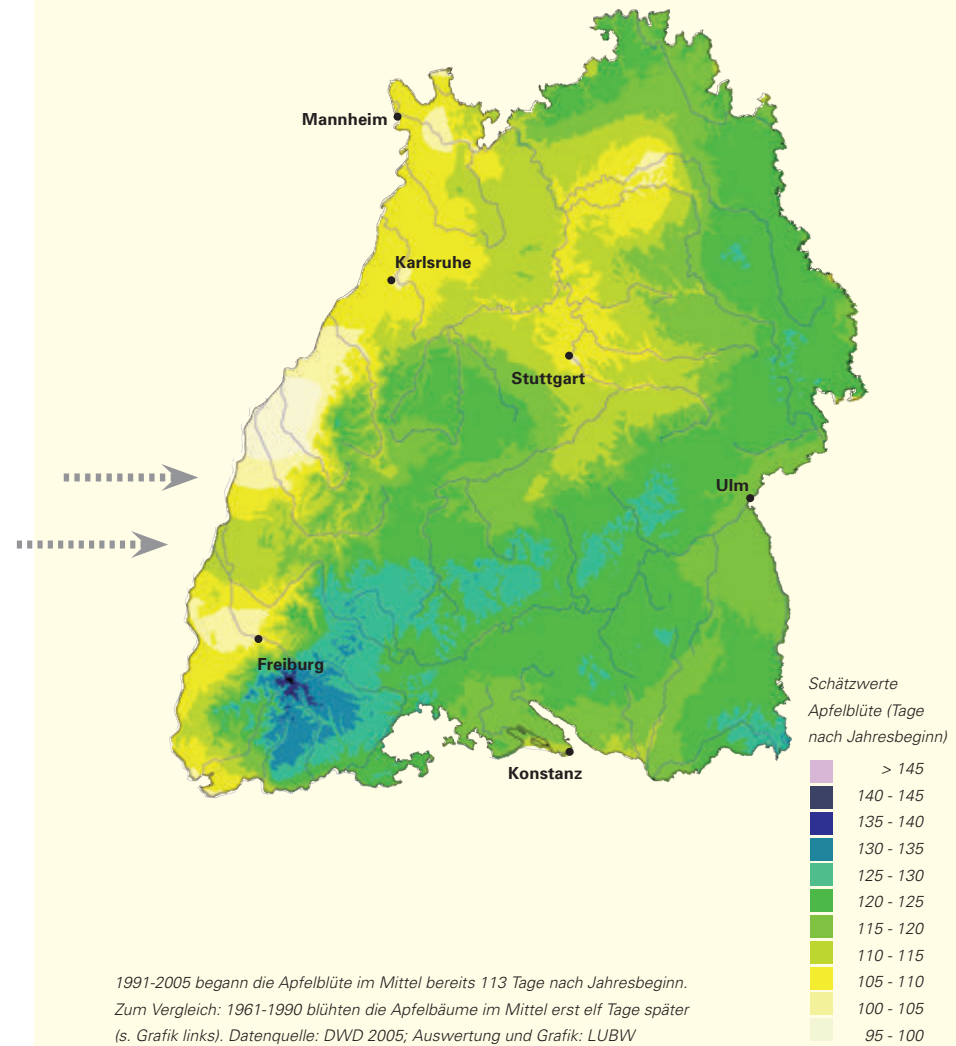 Mannheim
Karlsruhe
Stuttgart
Ulm
Freiburg
Konstanz
Schätzwerte
Apfelblüte (Tage
nach Jahresbeginn)
> 145
140 - 145
135 - 140
130 - 135
125 - 130
120 - 125
115 - 120
110 - 115
105 - 110
100 - 105
95 - 100
1991-2005 begann die Apfelblüte im Mittel bereits 113 Tage nach Jahresbeginn.
Zum Vergleich: 1961-1990 blühten die Apfelbäume im Mittel erst elf Tage später
(s. Grafik links). Datenquelle: DWD 2005; Auswertung und Grafik: LUBW